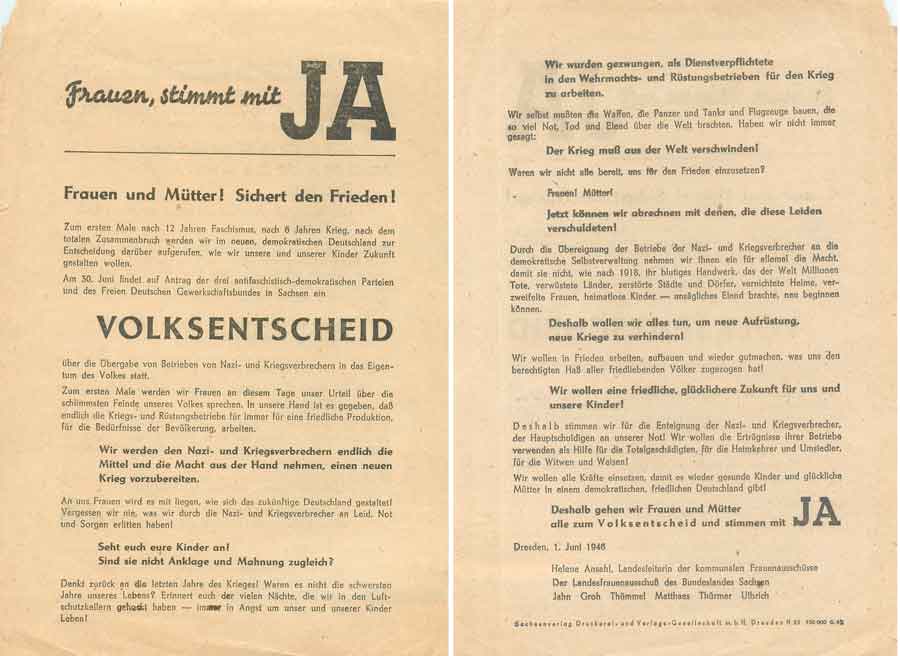 Frauen, stimmt mit JA
Frauen und Mütter! Sichert den Frieden!
Zum ersten Male nach 12 Jahren Faschismus, nach 6 Jahren Krieg, nach dem
totalen Zusammenbruch werden wir im neuen, demokratischen Deutschland zur
Entscheidung darüber aufgerufen, wie wir unsere und unserer Kinder Zukunft
gestalten wollen.
Am 30. Juni findet auf Antrag der drei antifaschistisch-demokratischen Parteien
und des Freien Deutschen Gewerkschaftsbundes in Sachsen ein
VOLKSENTSCHEID
über die Übergabe von Betrieben von Nazi- und Kriegsverbrechern in das Eigen-
tum des Volkes statt.
Zum ersten Male werden wir Frauen an diesem Tage unser Urteil über die
schlimmsten Feinde unseres Volkes sprechen. In unsere Hand ist es gegeben, daß
endlich die Kriegs- und Rüstungsbetriebe für immer für eine friedliche Produktion,
für die Bedürfnisse der Bevölkerung, arbeiten.
Wir werden den Nazi- und Kriegsverbrechern endlich die
Mittel und die Macht aus der Hand nehmen, einen neuen
Krieg vorzubereiten.
An uns Frauen wird es mit liegen, wie sich das zukünftige Deutschland gestaltet!
Vergessen wir nie, was wir durch die Nazi- und Kriegsverbrecher an Leid, Not
und Sorgen erlitten haben!
Seht euch eure Kinder an!
Sind sie nicht Anklage und Mahnung zugleich?
Denkt zurück an die letzten Jahre des Krieges! Waren es nicht die schwersten
Jahre unseres Lebens? Erinnert euch der vielen Nächte, die wir in den Luft-
schutzkellern gehockt haben — immer in Angst um unser und unserer Kinder
Leben!
Wir wurden gezwungen, als Dienstverpflichtete
in den Wehrmachts- und Rüstungsbetrieben für den Krieg
zu arbeiten.
Wir selbst mußten die Waffen, die Panzer und Tanks und Flugzeuge bauen, die
so viel Not, Tod und Elend über die Welt brachten. Haben wir nicht immer
gesagt:
Der Krieg muß aus der Welt verschwinden!
Waren wir nicht alle bereit, uns für den Frieden einzusetzen?
Frauen! Mütter!
Jetzt können wir abrechnen mit denen, die diese Leiden
verschuldeten!
Durch die Übereignung der Betriebe der Nazi- und Kriegsverbrecher an die
demokratische Selbstverwaltung nehmen wir ihnen ein für allemal die Macht,
damit sie nicht, wie nach 1918, ihr blutiges Handwerk, das der Welt Millionen
Tote, verwüstete Länder, zerstörte Städte und Dörfer, vernichtete Heime, ver-
zweifelte Frauen, heimatlose Kinder — unsägliches Elend brachte, neu beginnen
können.
Deshalb wollen wir alles tun, um neue Aufrüstung,
neue Kriege zu verhindern!
Wir wollen in Frieden arbeiten, aufbauen und wieder gutmachen, was uns den
berechtigten Haß aller friedliebenden Völker zugezogen hat!
Wir wollen eine friedliche, glücklichere Zukunft für uns und
unsere Kinder!
Deshalb stimmen wir für die Enteignung der Nazi- und Kriegsverbrecher,
der Hauptschuldigen an unserer Not! Wir wollen die Erträgnisse ihrer Betriebe
verwenden als Hilfe für die Totalgeschädigten, für die Heimkehrer und Umsiedler,
für die Witwen und Waisen!
Wir wollen alle Kräfte einsetzen, damit es wieder gesunde Kinder und glückliche
Mütter in einem demokratischen, friedlichen Deutschland gibt!
Deshalb gehen wir Frauen und Mütter
alle zum Volksentscheid und stimmen mit JA
Dresden, 1. Juni 1946
Helene Ansahl, Landesleiterin der kommunalen Frauenausschüsse
Der Landesfrauenausschuß des Bundeslandes Sachsen
Jahn Groh Thümmel Matthaes Thürmer Ulbrich
Sachsenverlag Druckerei- und Verlags-Gesellschaft m. b. H. Dresden N 23